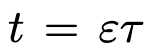 t = ετ